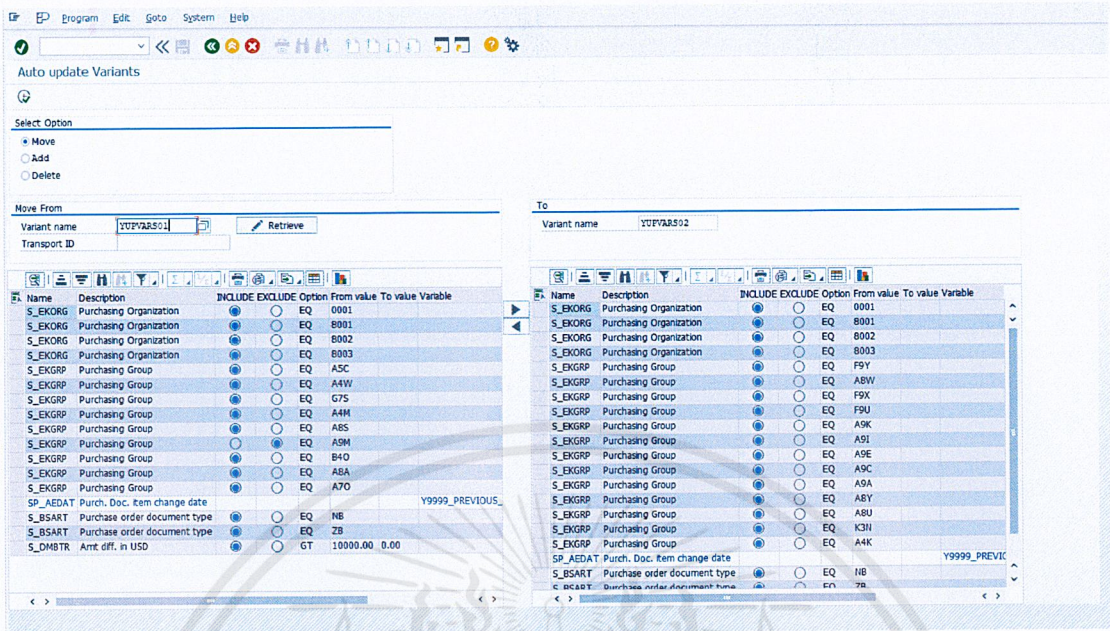 Program Edit Goto System Help
Auto update Variants
Select Option
Move
Add
Delete
Move From
Variant name YUPVARS01 Retrieve
Transport ID
Name Description INCLUDE EXCLUDE Option From value To value Variable
S_EKORG Purchasing Organization EQ 0001
S_EKORG Purchasing Organization EQ 8001
S_EKORG Purchasing Organization EQ 8002
S_EKORG Purchasing Organization EQ 8003
S_EKGRP Purchasing Group EQ A5C
S_EKGRP Purchasing Group EQ A4W
S_EKGRP Purchasing Group EQ G7S
S_EKGRP Purchasing Group EQ A4M
S_EKGRP Purchasing Group EQ A8S
S_EKGRP Purchasing Group EQ A9M
S_EKGRP Purchasing Group EQ B4O
S_EKGRP Purchasing Group EQ A8A
S_EKGRP Purchasing Group EQ A7O
SP_AEDAT Purch. Doc. item change date Y9999_PREVIOUS_
S_BSART Purchase order document type EQ NB
S_BSART Purchase order document type EQ ZB
S_DMBTR Amt diff. in USD GT 10000.00 0.00
To
Variant name YUPVARS02
Name Description INCLUDE EXCLUDE Option From value To value Variable
S_EKORG Purchasing Organization EQ 0001
S_EKORG Purchasing Organization EQ 8001
S_EKORG Purchasing Organization EQ 8002
S_EKORG Purchasing Organization EQ 8003
S_EKGRP Purchasing Group EQ F9Y
S_EKGRP Purchasing Group EQ A8W
S_EKGRP Purchasing Group EQ F9X
S_EKGRP Purchasing Group EQ F9U
S_EKGRP Purchasing Group EQ A9K
S_EKGRP Purchasing Group EQ A9I
S_EKGRP Purchasing Group EQ A9E
S_EKGRP Purchasing Group EQ A9C
S_EKGRP Purchasing Group EQ A9A
S_EKGRP Purchasing Group EQ A8Y
S_EKGRP Purchasing Group EQ A8U
S_EKGRP Purchasing Group EQ K3N
S_EKGRP Purchasing Group EQ A4K
SP_AEDAT Purch. Doc. item change date Y9999_PREVIC
S_BSART Purchase order document type EQ NB
S_BSART Purchase order document type EQ ZB